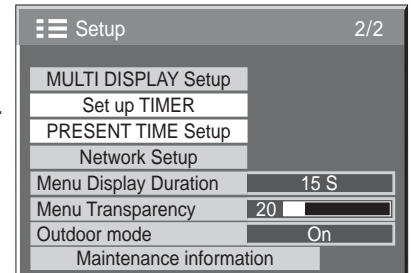 Setup 2/2
MULTI DISPLAY Setup
Set up TIMER
PRESENT TIME Setup
Network Setup
Menu Display Duration 15 S
Menu Transparency 20
Outdoor mode On
Maintenance information